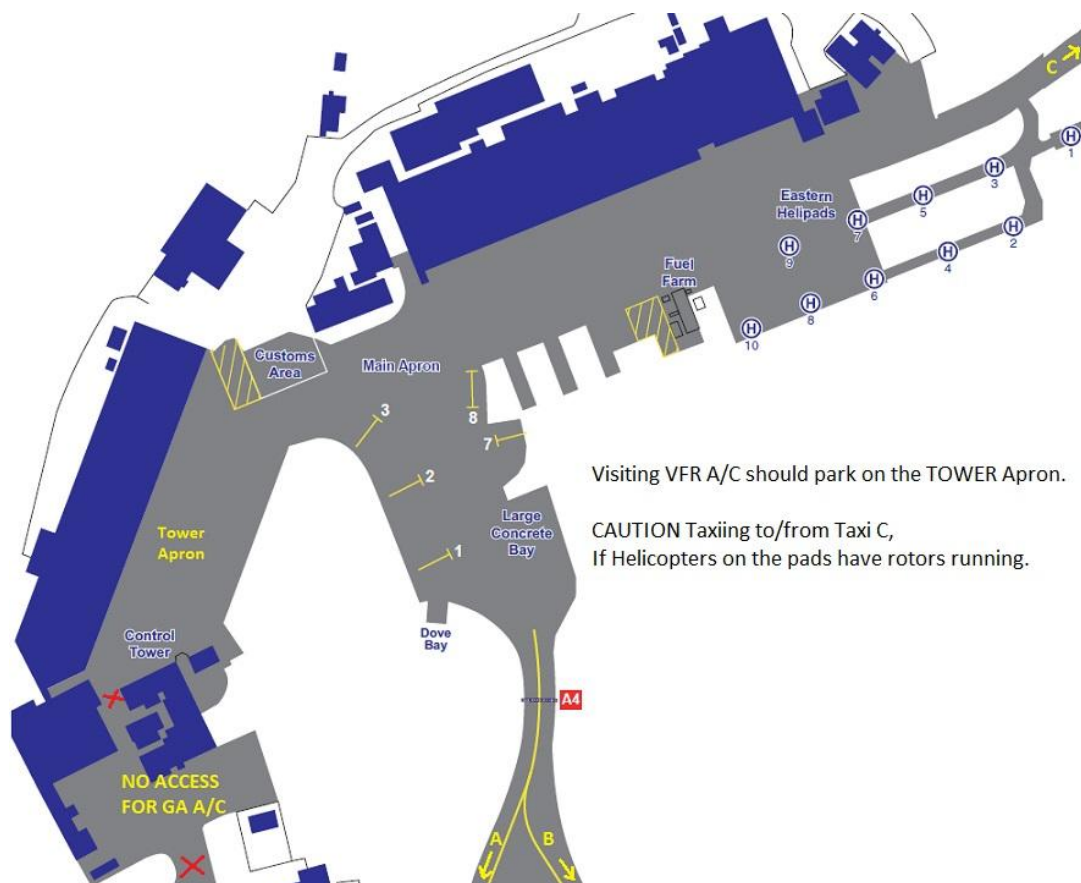 C
H
1
H
3
Eastern
Helipads
H
5
H
7
H
2
H
9
H
4
Fuel
Farm
H
6
H
8
H
10
Customs
Area
Main Apron
3
8
7
2
Visiting VFR A/C should park on the TOWER Apron.
CAUTION Taxiing to/from Taxi C,
If Helicopters on the pads have rotors running.
Large
Concrete
Bay
Tower
Apron
1
Control
Tower
Dove
Bay
A4
NO ACCESS
FOR GA A/C
A
B